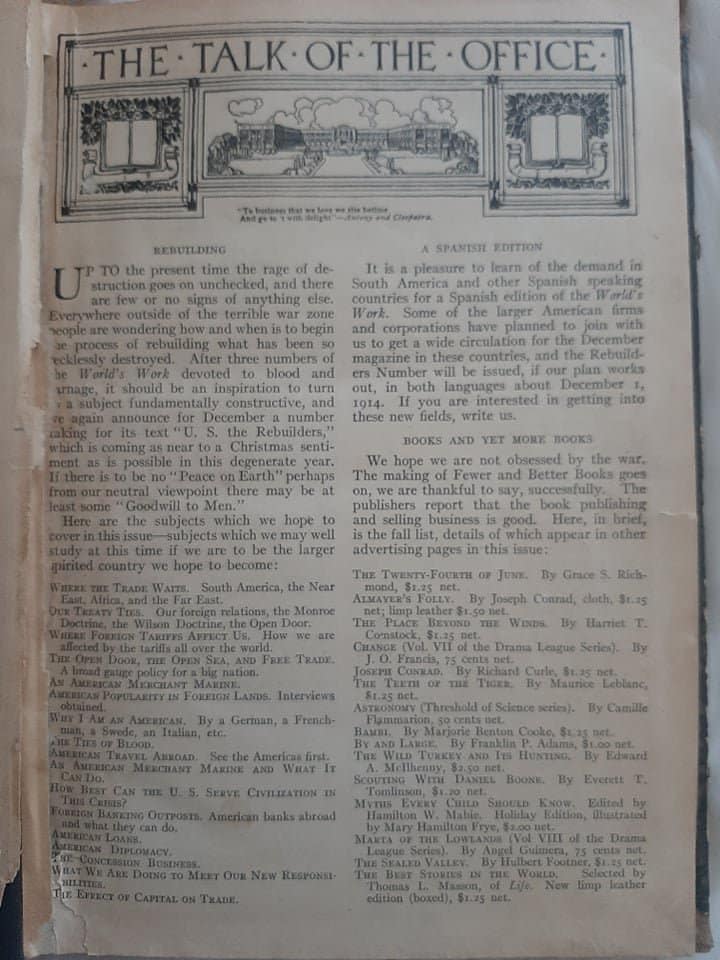 ·THE·TALK·OF·THE·OFFICE·
"To business that we love we rise betime
And go to 't with delight"—Antony and Cleopatra.
REBUILDING
UP TO the present time the rage of de-
struction goes on unchecked, and there
are few or no signs of anything else.
Everywhere outside of the terrible war zone
people are wondering how and when is to begin
process of rebuilding what has been so
recklessly destroyed. After three numbers of
World's Work devoted to blood and
carnage, it should be an inspiration to turn
a subject fundamentally constructive, and
again announce for December a number
taking for its text "U. S. the Rebuilders,"
which is coming as near to a Christmas senti-
ment as is possible in this degenerate year.
If there is to be no "Peace on Earth" perhaps
from our neutral viewpoint there may be at
least some "Goodwill to Men."
Here are the subjects which we hope to
cover in this issue—subjects which we may well
study at this time if we are to be the larger
spirited country we hope to become:
WHERE THE TRADE WAITS. South America, the Near
East, Africa, and the Far East.
OUR TREATY TIES. Our foreign relations, the Monroe
Doctrine, the Wilson Doctrine, the Open Door.
WHERE FOREIGN TARIFFS AFFECT US. How we are
affected by the tariffs all over the world.
THE OPEN DOOR, THE OPEN SEA, AND FREE TRADE.
A broad gauge policy for a big nation.
AN AMERICAN MERCHANT MARINE.
AMERICAN POPULARITY IN FOREIGN LANDS. Interviews
obtained.
WHY I AM AN AMERICAN. By a German, a French-
man, a Swede, an Italian, etc.
THE TIES OF BLOOD.
AMERICAN TRAVEL ABROAD. See the Americas first.
AN AMERICAN MERCHANT MARINE AND WHAT IT
CAN DO.
HOW BEST CAN THE U. S. SERVE CIVILIZATION IN
THIS CRISIS?
FOREIGN BANKING OUTPOSTS. American banks abroad
and what they can do.
AMERICAN LOANS.
AMERICAN DIPLOMACY.
THE CONCESSION BUSINESS.
WHAT WE ARE DOING TO MEET OUR NEW RESPONSI-
BILITIES.
THE EFFECT OF CAPITAL ON TRADE.
A SPANISH EDITION
It is a pleasure to learn of the demand in
South America and other Spanish speaking
countries for a Spanish edition of the World's
Work. Some of the larger American firms
and corporations have planned to join with
us to get a wide circulation for the December
magazine in these countries, and the Rebuild-
ers Number will be issued, if our plan works
out, in both languages about December 1,
1914. If you are interested in getting into
these new fields, write us.
BOOKS AND YET MORE BOOKS
We hope we are not obsessed by the war.
The making of Fewer and Better Books goes
on, we are thankful to say, successfully. The
publishers report that the book publishing
and selling business is good. Here, in brief,
is the fall list, details of which appear in other
advertising pages in this issue:
THE TWENTY-FOURTH OF JUNE. By Grace S. Rich-
mond, $1.25 net.
ALMAYER'S FOLLY. By Joseph Conrad, cloth, $1.25
net; limp leather $1.50 net.
THE PLACE BEYOND THE WINDS. By Harriet T.
Comstock, $1.25 net.
CHANGE (Vol. VII of the Drama League Series). By
J. O. Francis, 75 cents net.
JOSEPH CONRAD. By Richard Curle, $1.25 net.
THE TEETH OF THE TIGER. By Maurice Leblanc,
$1.25 net.
ASTRONOMY (Threshold of Science series). By Camille
Flammarion, 50 cents net.
BAMBI. By Marjorie Benton Cooke, $1.25 net.
BY AND LARGE. By Franklin P. Adams, $1.00 net.
THE WILD TURKEY AND ITS HUNTING. By Edward
A. McIlhenny, $2.50 net.
SCOUTING WITH DANIEL BOONE. By Everett T.
Tomlinson, $1.20 net.
MYTHS EVERY CHILD SHOULD KNOW. Edited by
Hamilton W. Mabie. Holiday Edition, illustrated
by Mary Hamilton Frye, $2.00 net.
MARTA OF THE LOWLANDS (Vol VIII of the Drama
League Series). By Angel Guimera, 75 cents net.
THE SEALED VALLEY. By Hulbert Footner, $1.25 net.
THE BEST STORIES IN THE WORLD. Selected by
Thomas L. Masson, of Life. New limp leather
edition (boxed), $1.25 net.